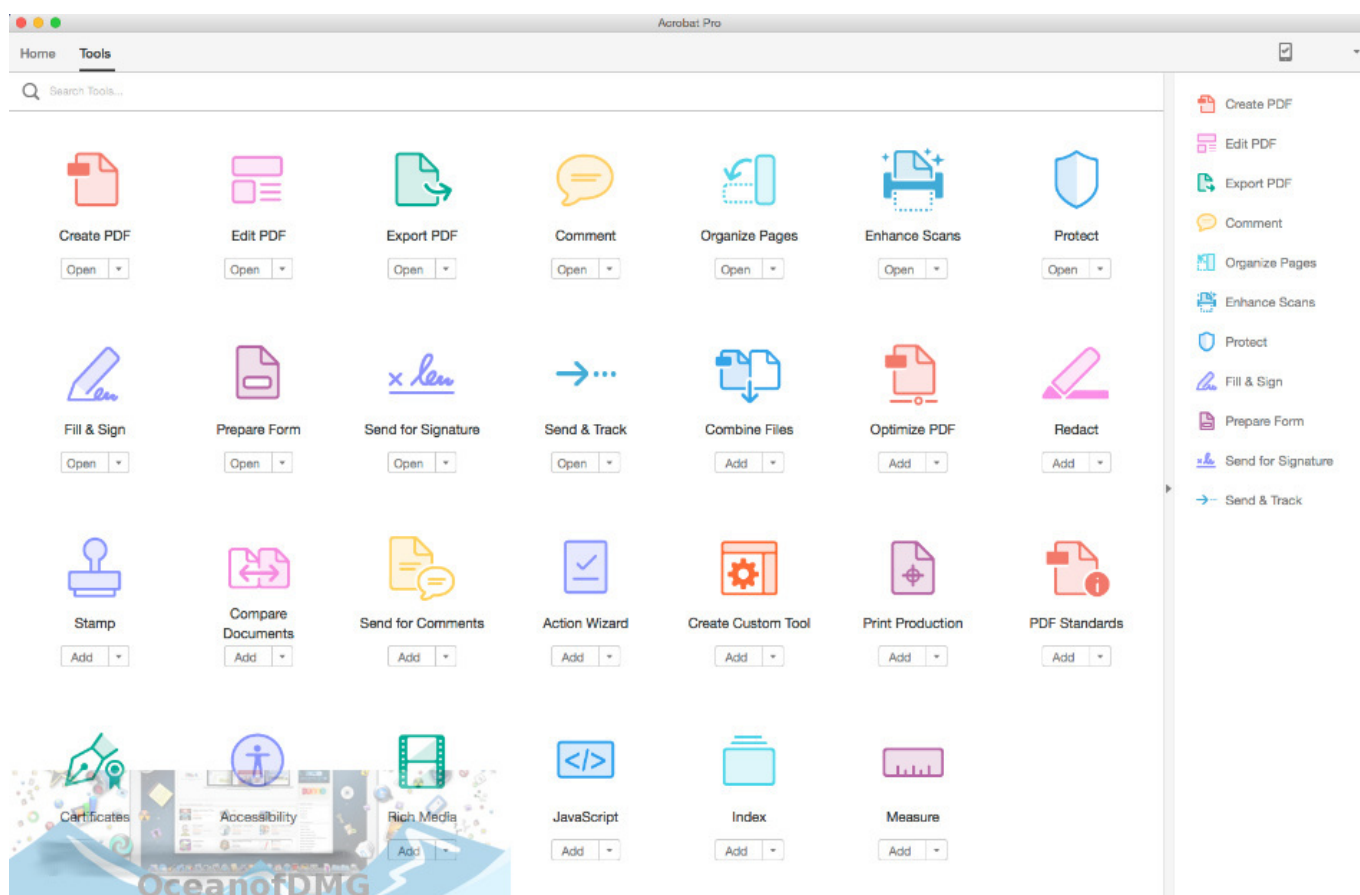 Acrobat Pro
Home Tools
Search Tools...
Create PDF Edit PDF Export PDF Comment Organize Pages Enhance Scans Protect
Open Open Open Open Open Open Open
Fill & Sign Prepare Form Send for Signature Send & Track Combine Files Optimize PDF Redact
Open Open Open Open Add Add Add
Stamp Compare Documents Send for Comments Action Wizard Create Custom Tool Print Production PDF Standards
Add Add Add Add Add Add Add
Certificates Accessibility Rich Media JavaScript Index Measure
Add Add Add Add
OceanofDMG
Create PDF
Edit PDF
Export PDF
Comment
Organize Pages
Enhance Scans
Protect
Fill & Sign
Prepare Form
Send for Signature
Send & Track